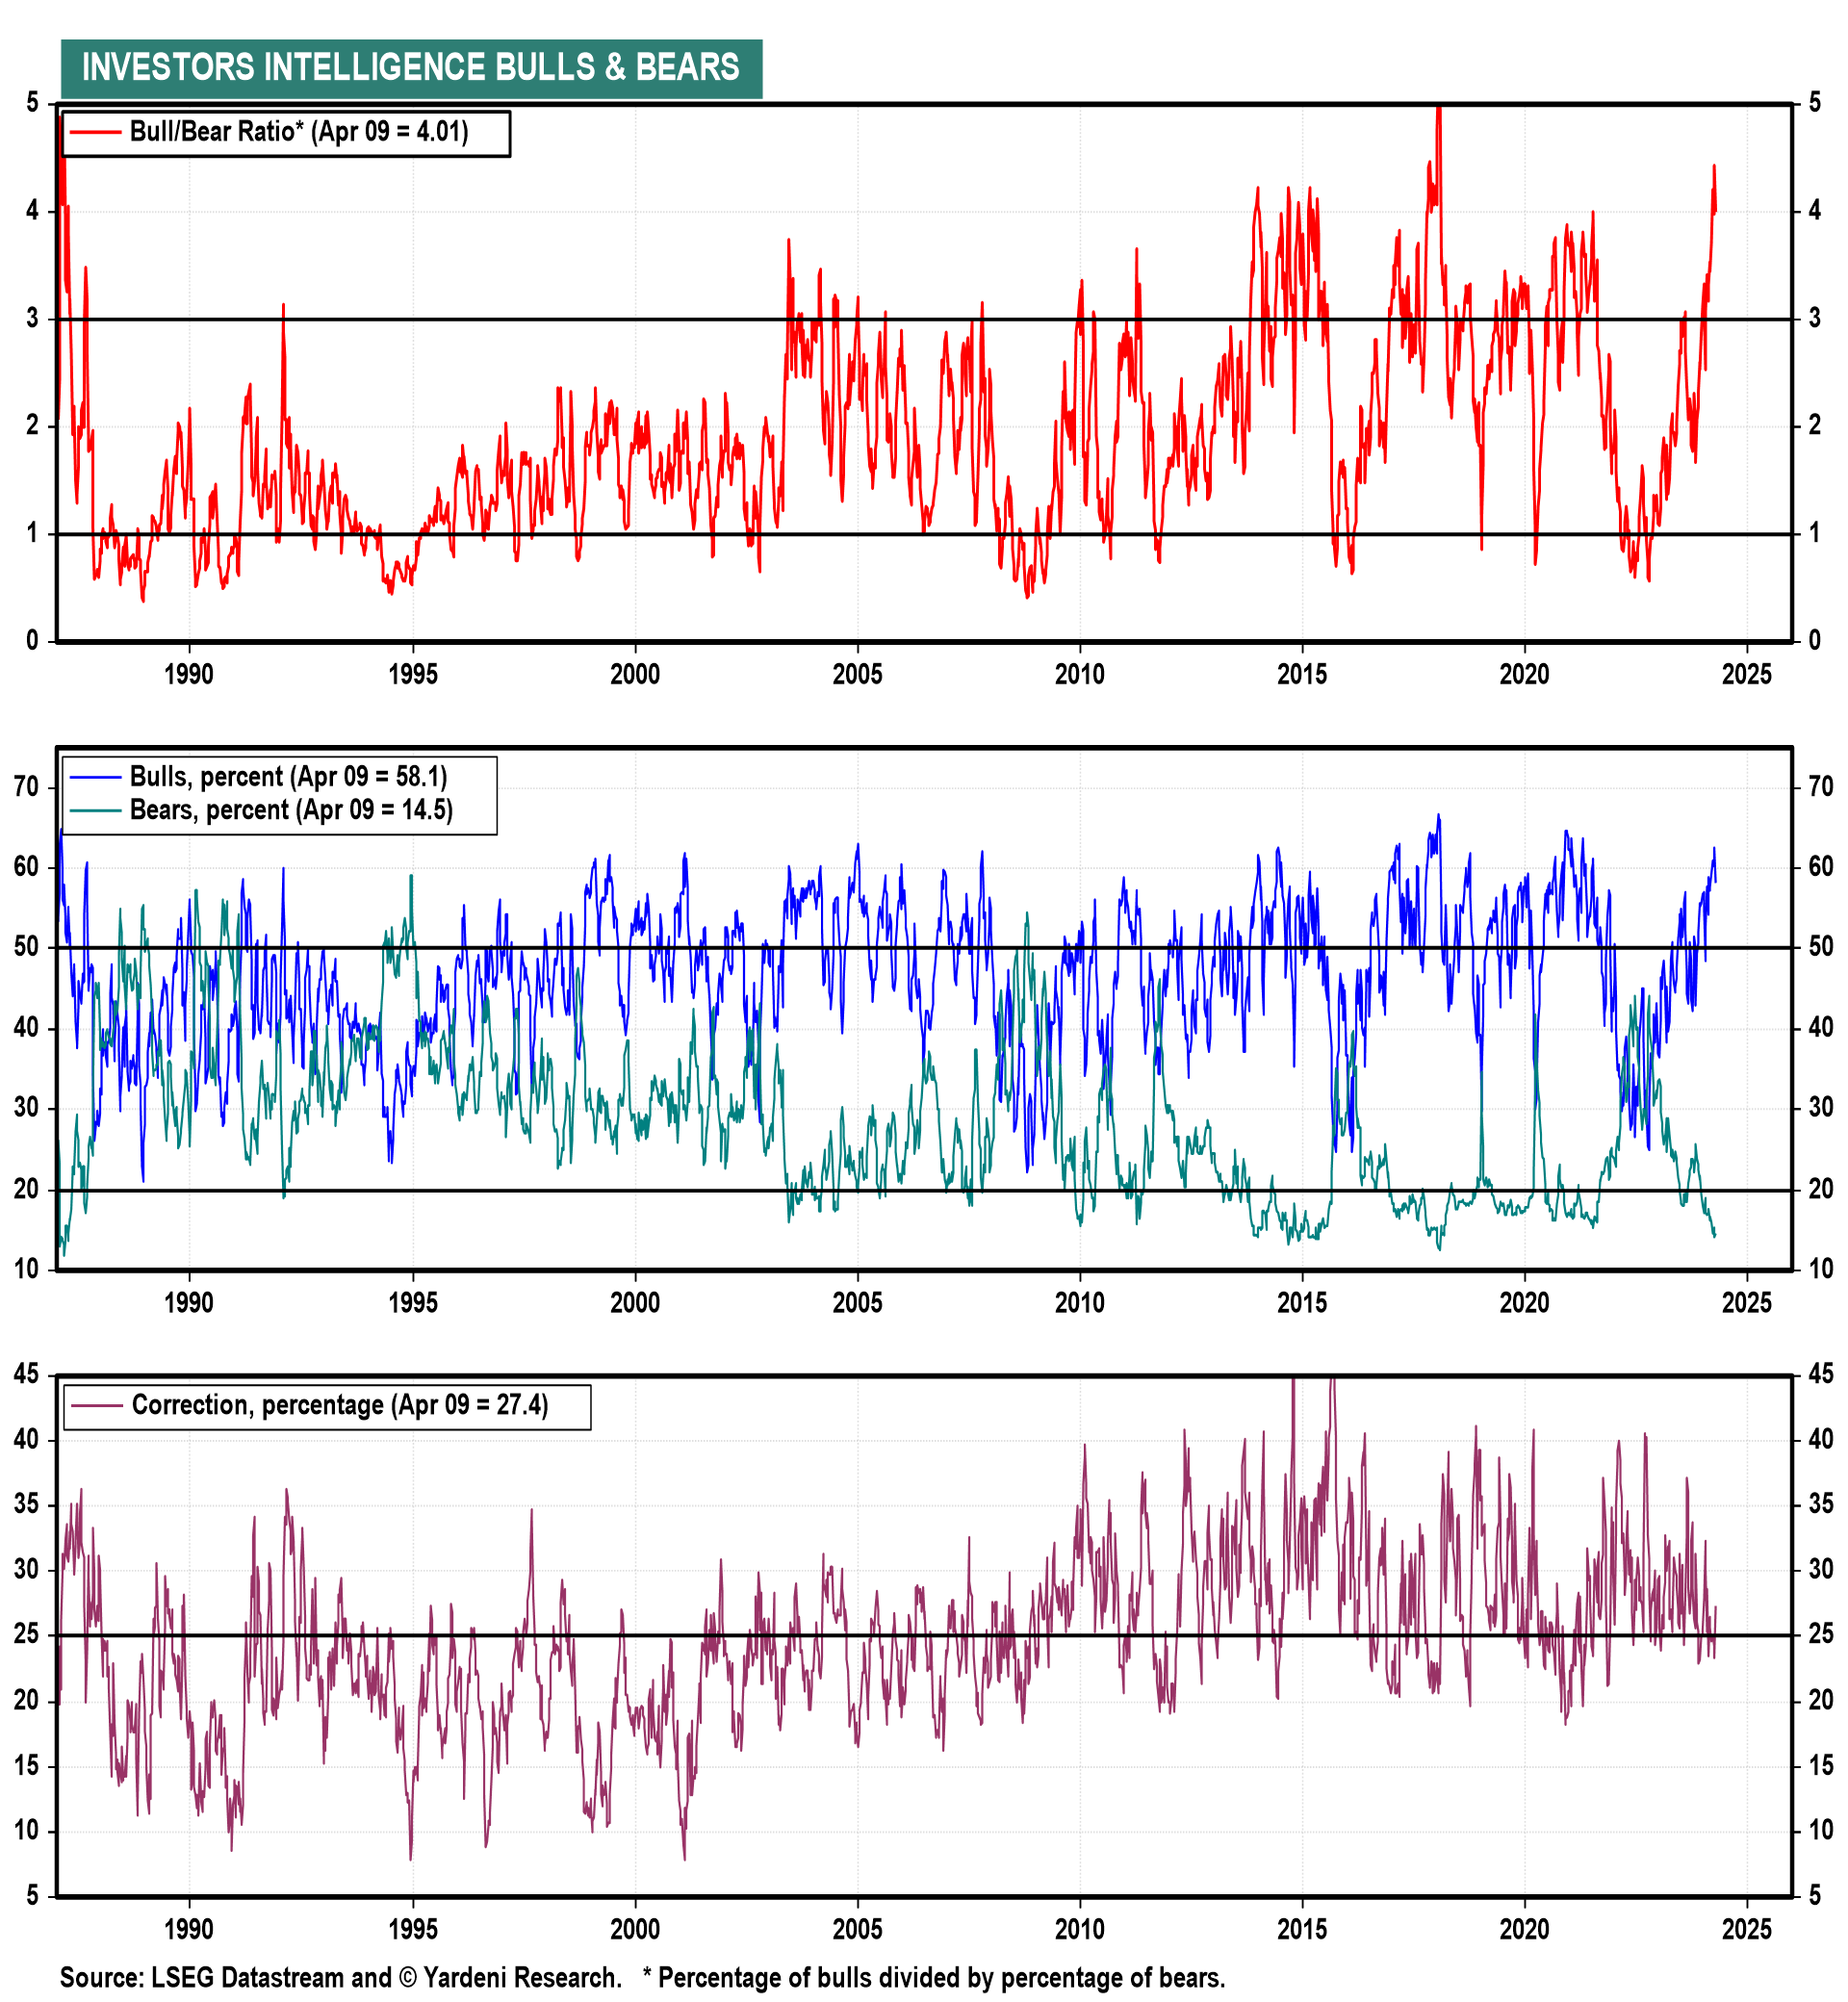 INVESTORS INTELLIGENCE BULLS & BEARS
5 5
Bull/Bear Ratio* (Apr 09 = 4.01)
4 4
3 3
2 2
1 1
0 0
1990 1995 2000 2005 2010 2015 2020 2025
Bulls, percent (Apr 09 = 58.1)
70 70
Bears, percent (Apr 09 = 14.5)
60 60
50 50
40 40
30 30
20 20
10 10
1990 1995 2000 2005 2010 2015 2020 2025
45 45
Correction, percentage (Apr 09 = 27.4)
40 40
35 35
30 30
25 25
20 20
15 15
10 10
5 5
1990 1995 2000 2005 2010 2015 2020 2025
Source: LSEG Datastream and © Yardeni Research. * Percentage of bulls divided by percentage of bears.